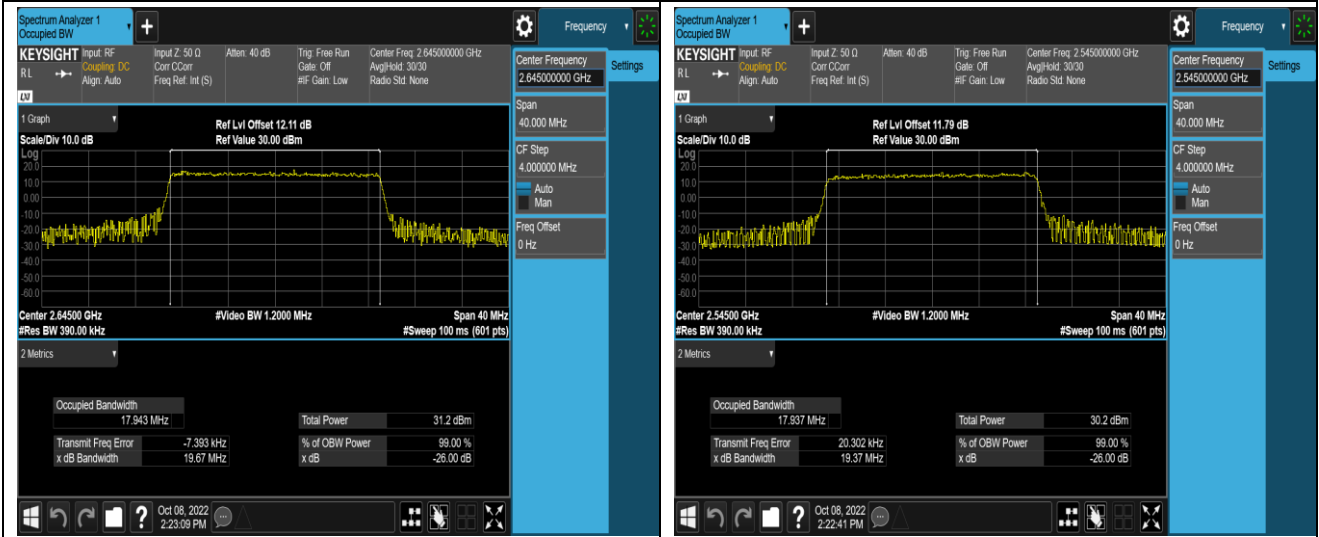 Spectrum Analyzer 1
Occupied BW
+
Frequency
KEYSIGHT
RL
LXI
Input: RF
Coupling: DC
Align: Auto
Input Z: 50 Ω
Corr CCorr
Freq Ref: Int (S)
Atten: 40 dB
Trig: Free Run
Gate: Off
#IF Gain: Low
Center Freq: 2.645000000 GHz
Avg|Hold: 30/30
Radio Std: None
Center Frequency
2.645000000 GHz
Settings
Span
40.000 MHz
CF Step
4.000000 MHz
Auto
Man
Freq Offset
0 Hz
1 Graph
Scale/Div 10.0 dB
Ref Lvl Offset 12.11 dB
Ref Value 30.00 dBm
Log
20.0
10.0
0.00
-10.0
-20.0
-30.0
-40.0
-50.0
-60.0
Center 2.64500 GHz
#Res BW 390.00 kHz
#Video BW 1.2000 MHz
Span 40 MHz
#Sweep 100 ms (601 pts)
2 Metrics
Occupied Bandwidth
17.943 MHz
Total Power 31.2 dBm
Transmit Freq Error -7.393 kHz
% of OBW Power 99.00 %
x dB Bandwidth 19.67 MHz
x dB -26.00 dB
?
Oct 08, 2022
2:23:09 PM
Spectrum Analyzer 1
Occupied BW
+
Frequency
KEYSIGHT
RL
LXI
Input: RF
Coupling: DC
Align: Auto
Input Z: 50 Ω
Corr CCorr
Freq Ref: Int (S)
Atten: 40 dB
Trig: Free Run
Gate: Off
#IF Gain: Low
Center Freq: 2.545000000 GHz
Avg|Hold: 30/30
Radio Std: None
Center Frequency
2.545000000 GHz
Settings
Span
40.000 MHz
CF Step
4.000000 MHz
Auto
Man
Freq Offset
0 Hz
1 Graph
Scale/Div 10.0 dB
Ref Lvl Offset 11.79 dB
Ref Value 30.00 dBm
Log
20.0
10.0
0.00
-10.0
-20.0
-30.0
-40.0
-50.0
-60.0
Center 2.54500 GHz
#Res BW 390.00 kHz
#Video BW 1.2000 MHz
Span 40 MHz
#Sweep 100 ms (601 pts)
2 Metrics
Occupied Bandwidth
17.937 MHz
Total Power 30.2 dBm
Transmit Freq Error 20.302 kHz
% of OBW Power 99.00 %
x dB Bandwidth 19.37 MHz
x dB -26.00 dB
?
Oct 08, 2022
2:22:41 PM